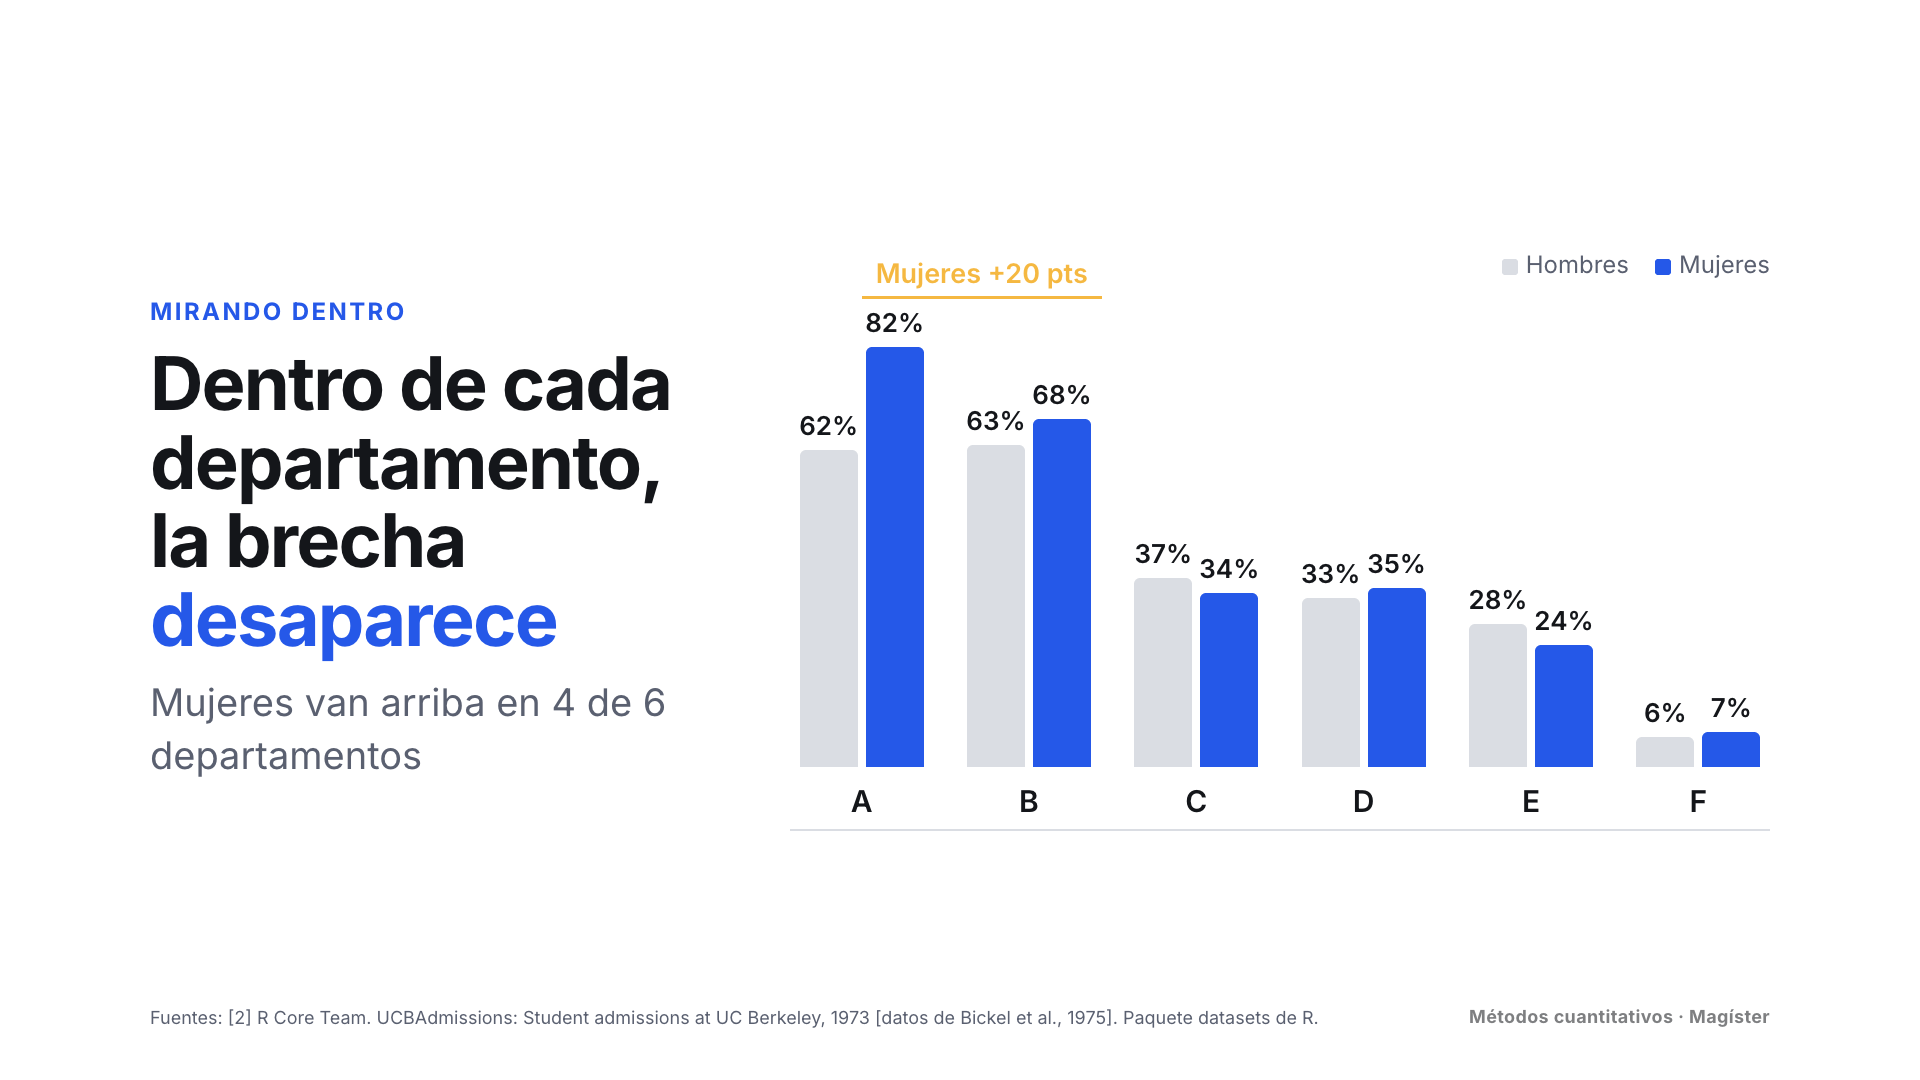 MIRANDO DENTRO
Dentro de cada
departamento,
la brecha
desaparece
Mujeres van arriba en 4 de 6
departamentos
Mujeres +20 pts
Hombres
Mujeres
62%
82%
63%
68%
37%
34%
33%
35%
28%
24%
6%
7%
A
B
C
D
E
F
Fuentes: [2] R Core Team. UCBAdmissions: Student admissions at UC Berkeley, 1973 [datos de Bickel et al., 1975]. Paquete datasets de R.
Métodos cuantitativos · Magíster